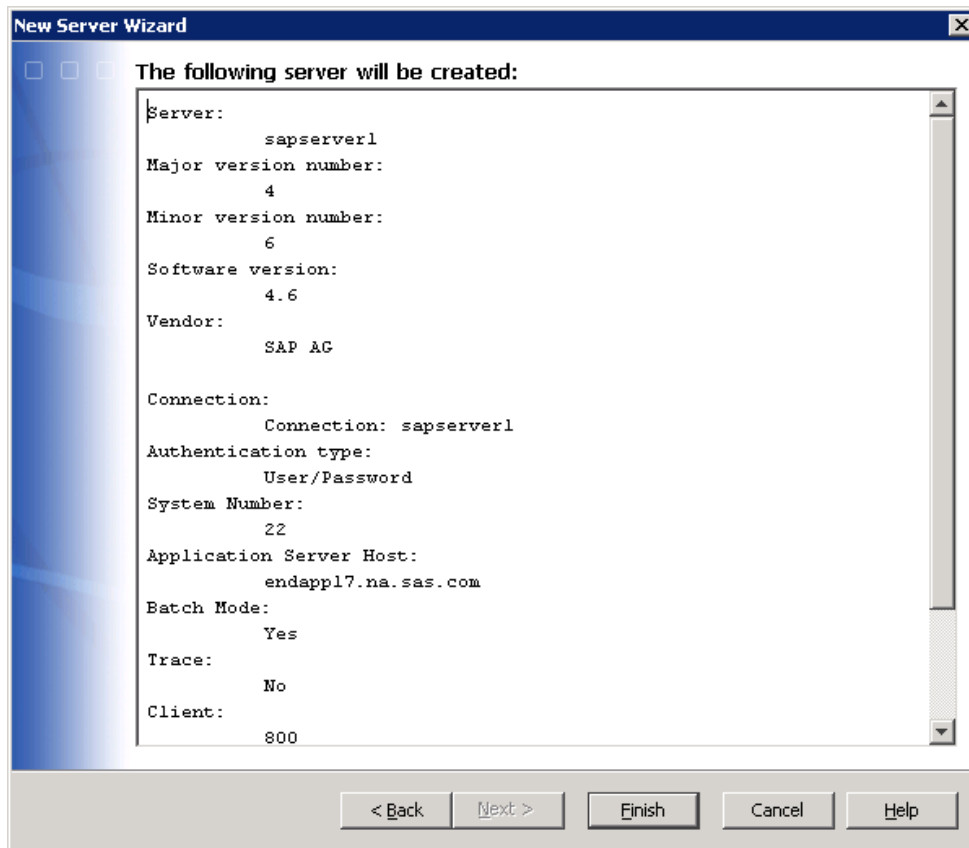 New Server Wizard
The following server will be created:
Server:
sapserver1
Major version number:
4
Minor version number:
6
Software version:
4.6
Vendor:
SAP AG
Connection:
Connection: sapserver1
Authentication type:
User/Password
System Number:
22
Application Server Host:
endappl7.na.sas.com
Batch Mode:
Yes
Trace:
No
Client:
800
< Back Next > Finish Cancel Help